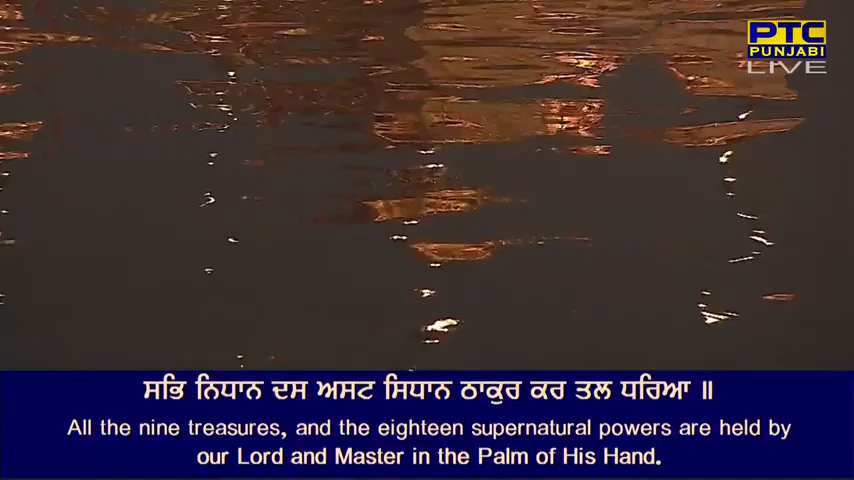 PTC
PUNJABI
LIVE
ਸਭਿ ਨਿਧਾਨ ਦਸ ਅਸਟ ਸਿਧਾਨ ਠਾਕੁਰ ਕਰ ਤਲ ਧਰਿਆ ॥
All the nine treasures, and the eighteen supernatural powers are held by
our Lord and Master in the Palm of His Hand.